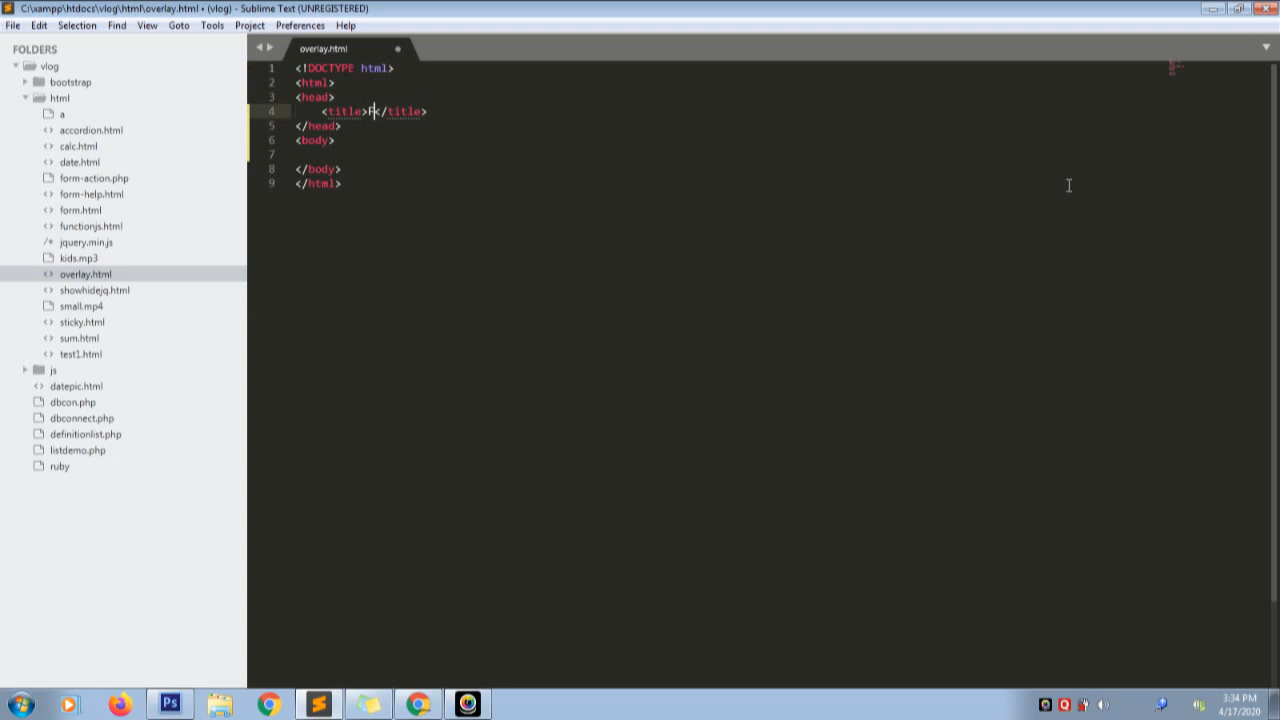 C:\xampp\htdocs\vlog\html\overlay.html • (vlog) - Sublime Text (UNREGISTERED)
File Edit Selection Find View Goto Tools Project Preferences Help
FOLDERS
vlog
bootstrap
html
a
accordion.html
calc.html
date.html
form-action.php
form-help.html
form.html
functionjs.html
jquery.min.js
kids.mp3
overlay.html
showhidejq.html
small.mp4
sticky.html
sum.html
test1.html
js
datepic.html
dbcon.php
dbconnect.php
definitionlist.php
listdemo.php
ruby
overlay.html
1 <!DOCTYPE html>
2 <html>
3 <head>
4 <title>F</title>
5 </head>
6 <body>
7
8 </body>
9 </html>
Ps
3:34 PM
4/17/2020